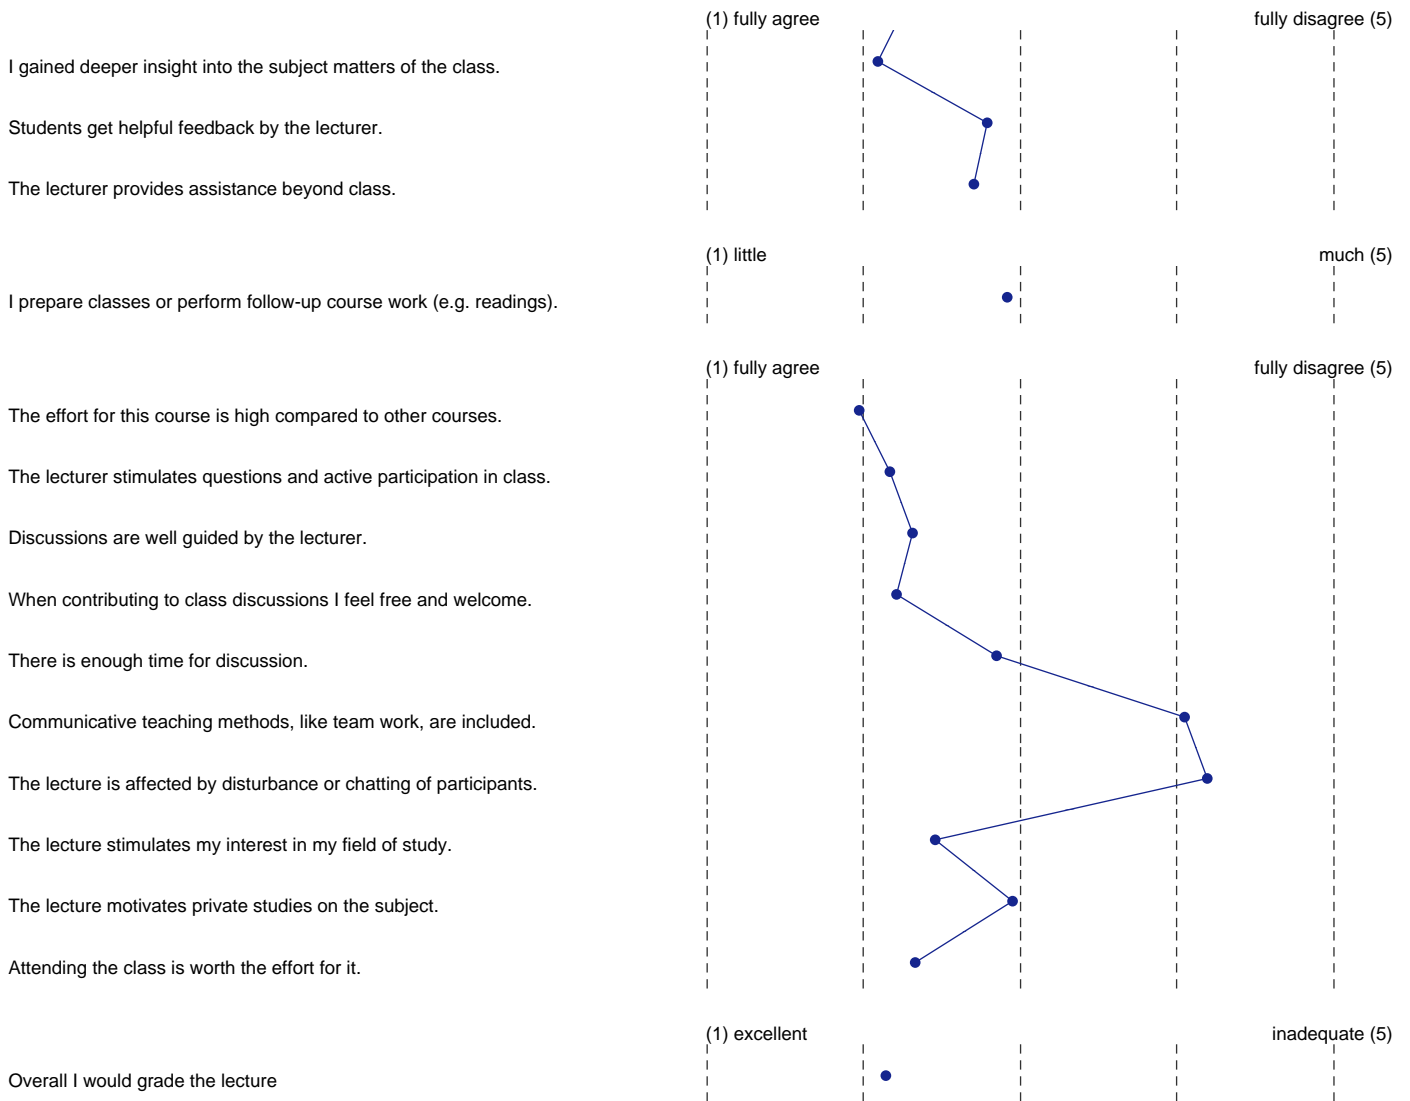 (1) fully agree fully disagree (5)
I gained deeper insight into the subject matters of the class.
Students get helpful feedback by the lecturer.
The lecturer provides assistance beyond class.
(1) little much (5)
I prepare classes or perform follow-up course work (e.g. readings).
(1) fully agree fully disagree (5)
The effort for this course is high compared to other courses.
The lecturer stimulates questions and active participation in class.
Discussions are well guided by the lecturer.
When contributing to class discussions I feel free and welcome.
There is enough time for discussion.
Communicative teaching methods, like team work, are included.
The lecture is affected by disturbance or chatting of participants.
The lecture stimulates my interest in my field of study.
The lecture motivates private studies on the subject.
Attending the class is worth the effort for it.
(1) excellent inadequate (5)
Overall I would grade the lecture